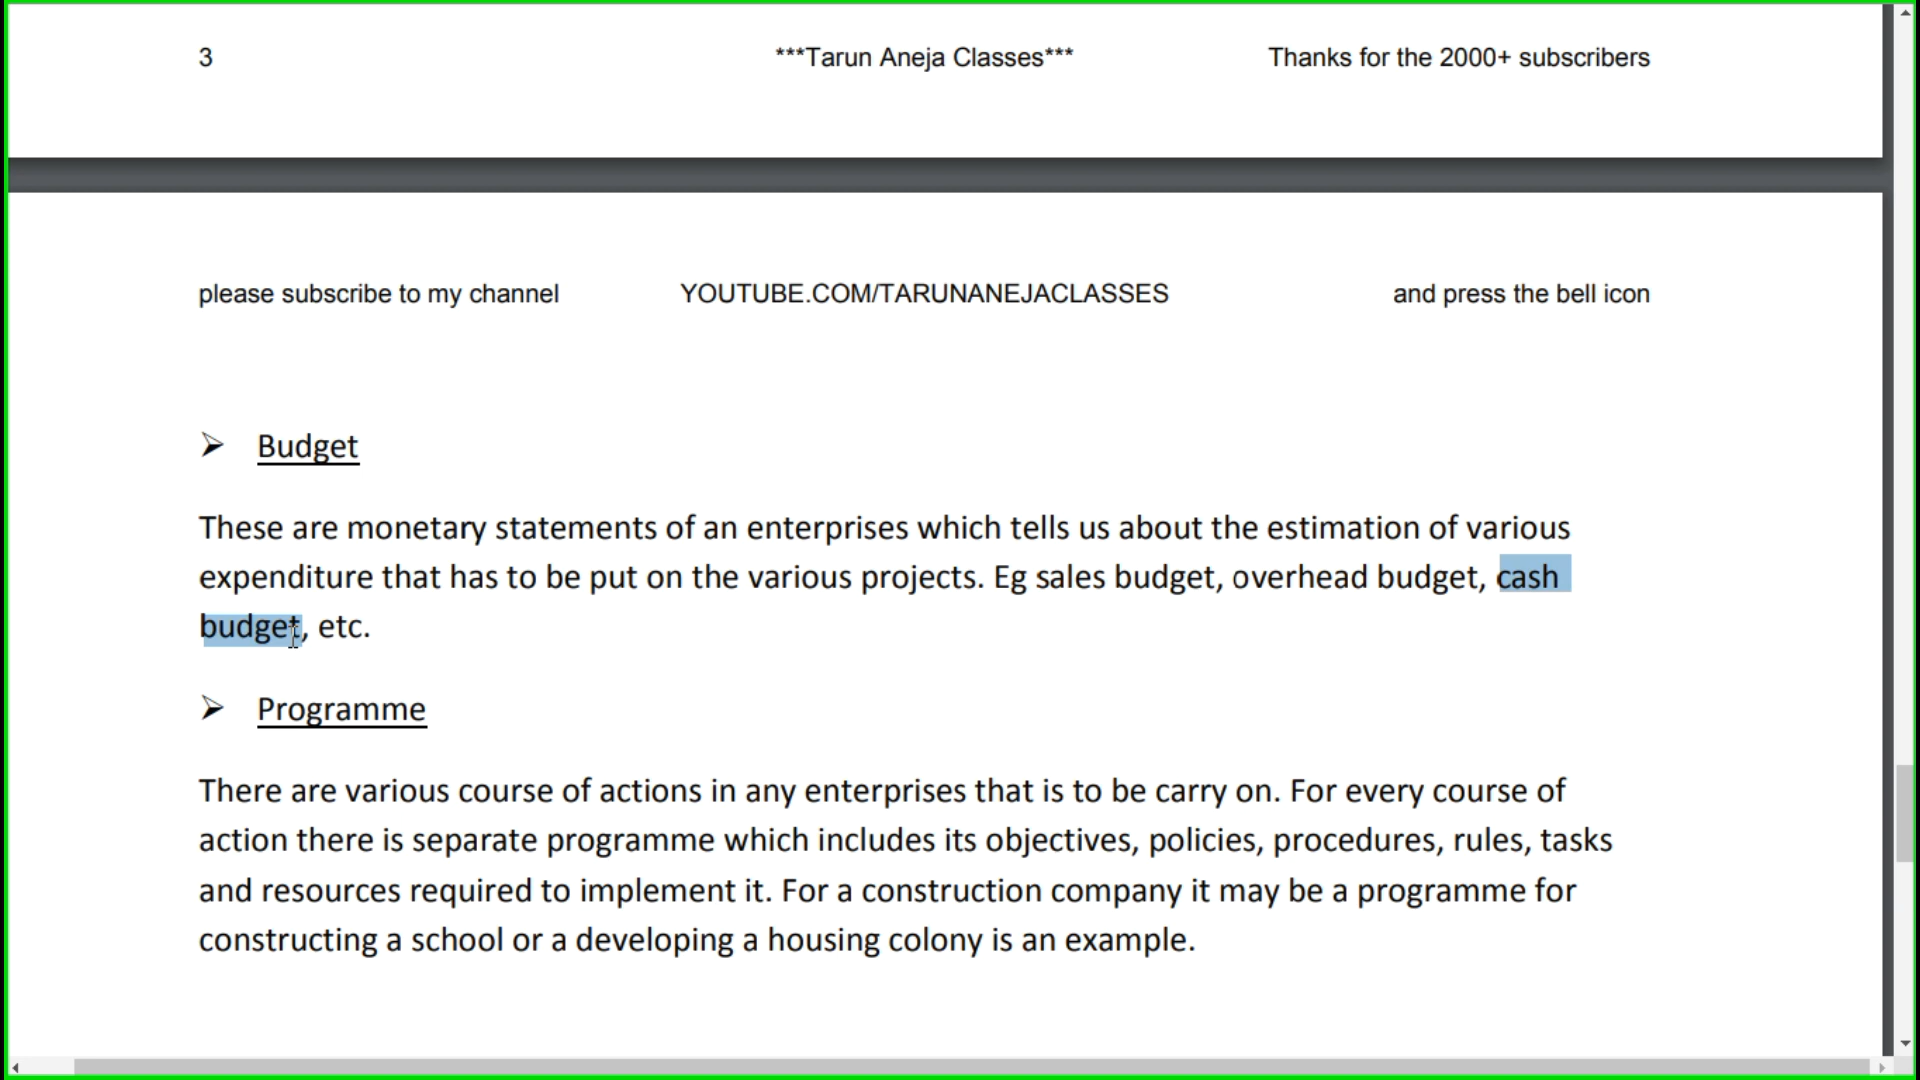 3 ***Tarun Aneja Classes*** Thanks for the 2000+ subscribers
please subscribe to my channel YOUTUBE.COM/TARUNANEJACLASSES and press the bell icon
➢ Budget
These are monetary statements of an enterprises which tells us about the estimation of various
expenditure that has to be put on the various projects. Eg sales budget, overhead budget, cash
budget, etc.
➢ Programme
There are various course of actions in any enterprises that is to be carry on. For every course of
action there is separate programme which includes its objectives, policies, procedures, rules, tasks
and resources required to implement it. For a construction company it may be a programme for
constructing a school or a developing a housing colony is an example.